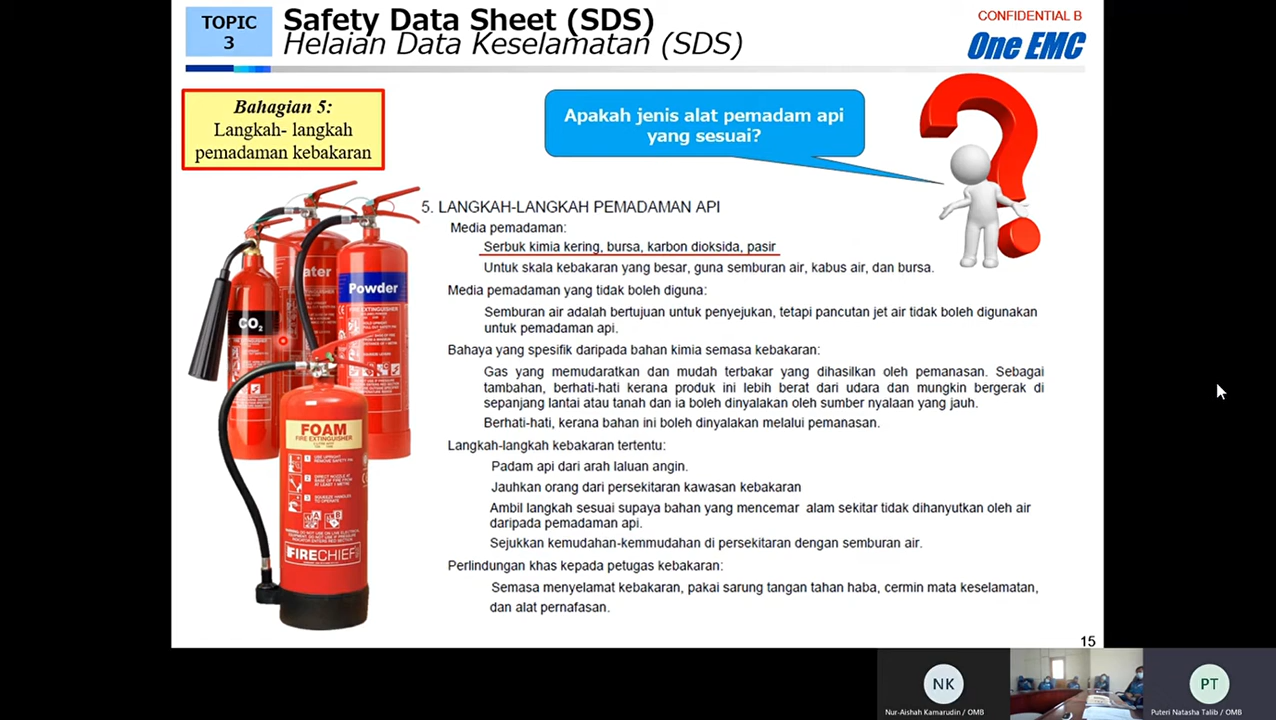 TOPIC
3
Safety Data Sheet (SDS)
Helaian Data Keselamatan (SDS)
CONFIDENTIAL B
One EMC
Bahagian 5:
Langkah- langkah
pemadaman kebakaran
Apakah jenis alat pemadam api
yang sesuai?
5. LANGKAH-LANGKAH PEMADAMAN API
Media pemadaman:
Serbuk kimia kering, bursa, karbon dioksida, pasir
Untuk skala kebakaran yang besar, guna semburan air, kabus air, dan bursa.
Media pemadaman yang tidak boleh diguna:
Semburan air adalah bertujuan untuk penyejukan, tetapi pancutan jet air tidak boleh digunakan
untuk pemadaman api.
Bahaya yang spesifik daripada bahan kimia semasa kebakaran:
Gas yang memudaratkan dan mudah terbakar yang dihasilkan oleh pemanasan. Sebagai
tambahan, berhati-hati kerana produk ini lebih berat dari udara dan mungkin bergerak di
sepanjang lantai atau tanah dan ia boleh dinyalakan oleh sumber nyalaan yang jauh.
Berhati-hati, kerana bahan ini boleh dinyalakan melalui pemanasan.
Langkah-langkah kebakaran tertentu:
Padam api dari arah laluan angin.
Jauhkan orang dari persekitaran kawasan kebakaran
Ambil langkah sesuai supaya bahan yang mencemar alam sekitar tidak dihanyutkan oleh air
daripada pemadaman api.
Sejukkan kemudahan-kemmudahan di persekitaran dengan semburan air.
Perlindungan khas kepada petugas kebakaran:
Semasa menyelamat kebakaran, pakai sarung tangan tahan haba, cermin mata keselamatan,
dan alat pernafasan.
ater
Powder
CO2
FOAM
FIRE EXTINGUISHER
FIRECHIEF
15
NK
Nur-Aishah Kamarudin / OMB
PT
Puteri Natasha Talib / OMB